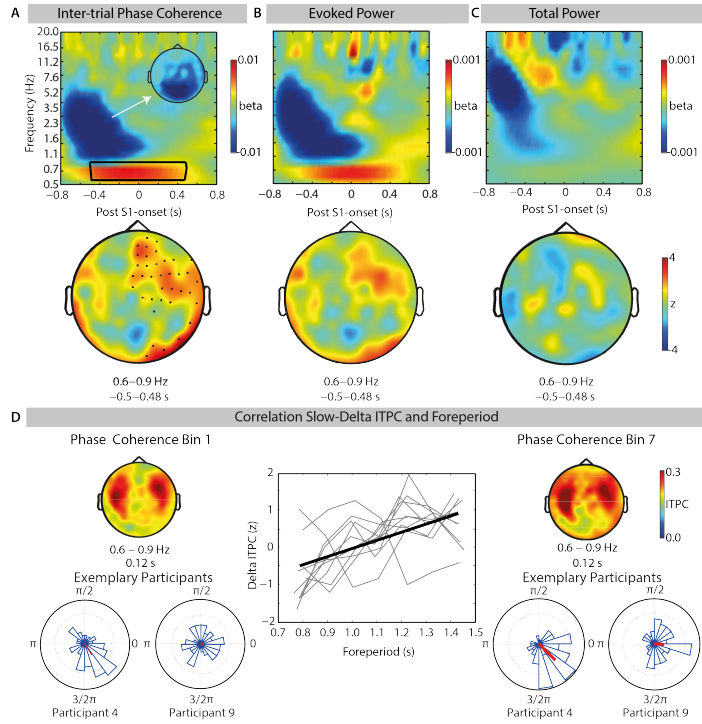 A Inter-trial Phase Coherence
B Evoked Power
C Total Power
Frequency (Hz)
20.0
16.5
11.2
7.6
5.2
3.5
2.3
1.6
1.1
0.7
0.5
−0.8 −0.4 0 0.4 0.8
Post S1-onset (s)
0.01
beta
−0.01
−0.8 −0.4 0 0.4 0.8
Post S1-onset (s)
0.001
beta
−0.001
−0.8 −0.4 0 0.4 0.8
Post S1-onset (s)
0.001
beta
−0.001
0.6−0.9 Hz
−0.5−0.48 s
0.6−0.9 Hz
−0.5−0.48 s
0.6−0.9 Hz
−0.5−0.48 s
4
z
−4
D Correlation Slow-Delta ITPC and Foreperiod
Phase Coherence Bin 1
0.6 − 0.9 Hz
0.12 s
Exemplary Participants
π/2
π
0
3/2π
3/2π
Participant 4
Participant 9
Delta ITPC (z)
2
1
0
−1
−2
0.7 0.8 0.9 1.0 1.1 1.2 1.3 1.4 1.5
Foreperiod (s)
Phase Coherence Bin 7
0.3
ITPC
0.0
0.6 − 0.9 Hz
0.12 s
Exemplary Participants
π/2
π/2
π
0 π
0
3/2π
3/2π
Participant 4
Participant 9